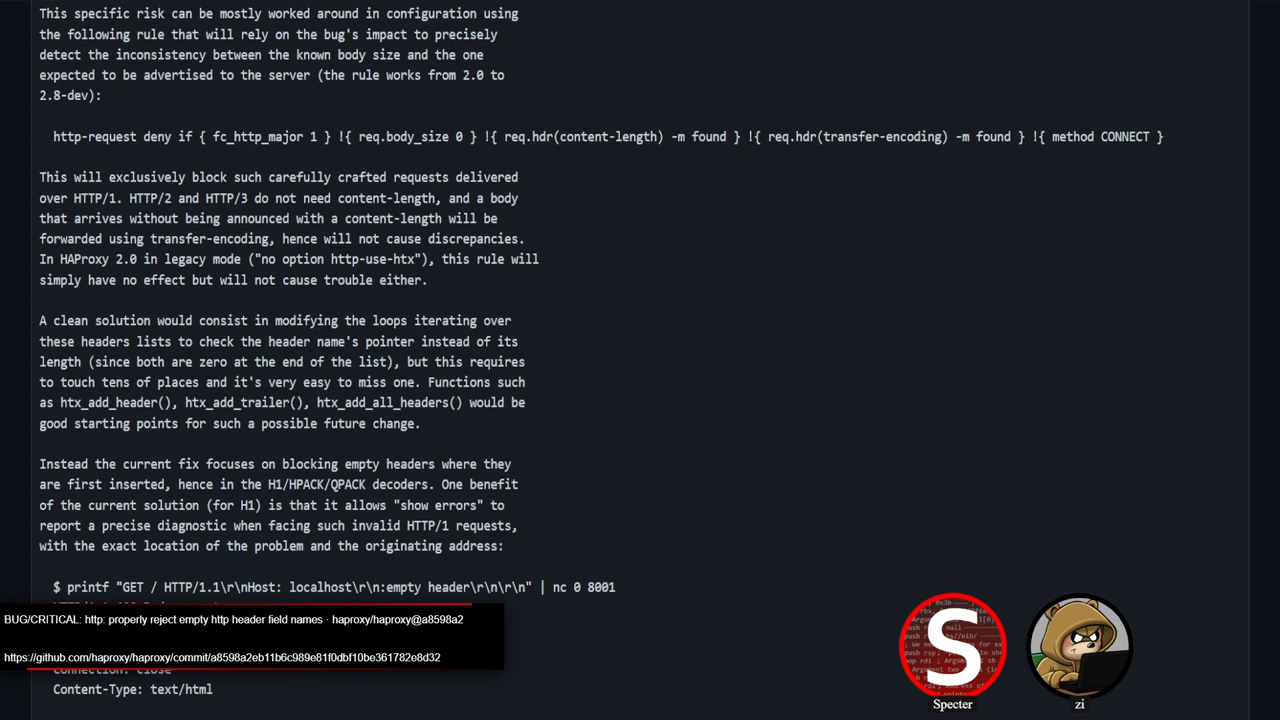 This specific risk can be mostly worked around in configuration using
the following rule that will rely on the bug's impact to precisely
detect the inconsistency between the known body size and the one
expected to be advertised to the server (the rule works from 2.0 to
2.8-dev):
http-request deny if { fc_http_major 1 } !{ req.body_size 0 } !{ req.hdr(content-length) -m found } !{ req.hdr(transfer-encoding) -m found } !{ method CONNECT }
This will exclusively block such carefully crafted requests delivered
over HTTP/1. HTTP/2 and HTTP/3 do not need content-length, and a body
that arrives without being announced with a content-length will be
forwarded using transfer-encoding, hence will not cause discrepancies.
In HAProxy 2.0 in legacy mode ("no option http-use-htx"), this rule will
simply have no effect but will not cause trouble either.
A clean solution would consist in modifying the loops iterating over
these headers lists to check the header name's pointer instead of its
length (since both are zero at the end of the list), but this requires
to touch tens of places and it's very easy to miss one. Functions such
as htx_add_header(), htx_add_trailer(), htx_add_all_headers() would be
good starting points for such a possible future change.
Instead the current fix focuses on blocking empty headers where they
are first inserted, hence in the H1/HPACK/QPACK decoders. One benefit
of the current solution (for H1) is that it allows "show errors" to
report a precise diagnostic when facing such invalid HTTP/1 requests,
with the exact location of the problem and the originating address:
$ printf "GET / HTTP/1.1\r\nHost: localhost\r\n:empty header\r\n\r\n" | nc 0 8001
BUG/CRITICAL: http: properly reject empty http header field names · haproxy/haproxy@a8598a2
https://github.com/haproxy/haproxy/commit/a8598a2eb11b6c989e81f0dbf10be361782e8d32
Connection: close
Content-Type: text/html
S
Specter
zi